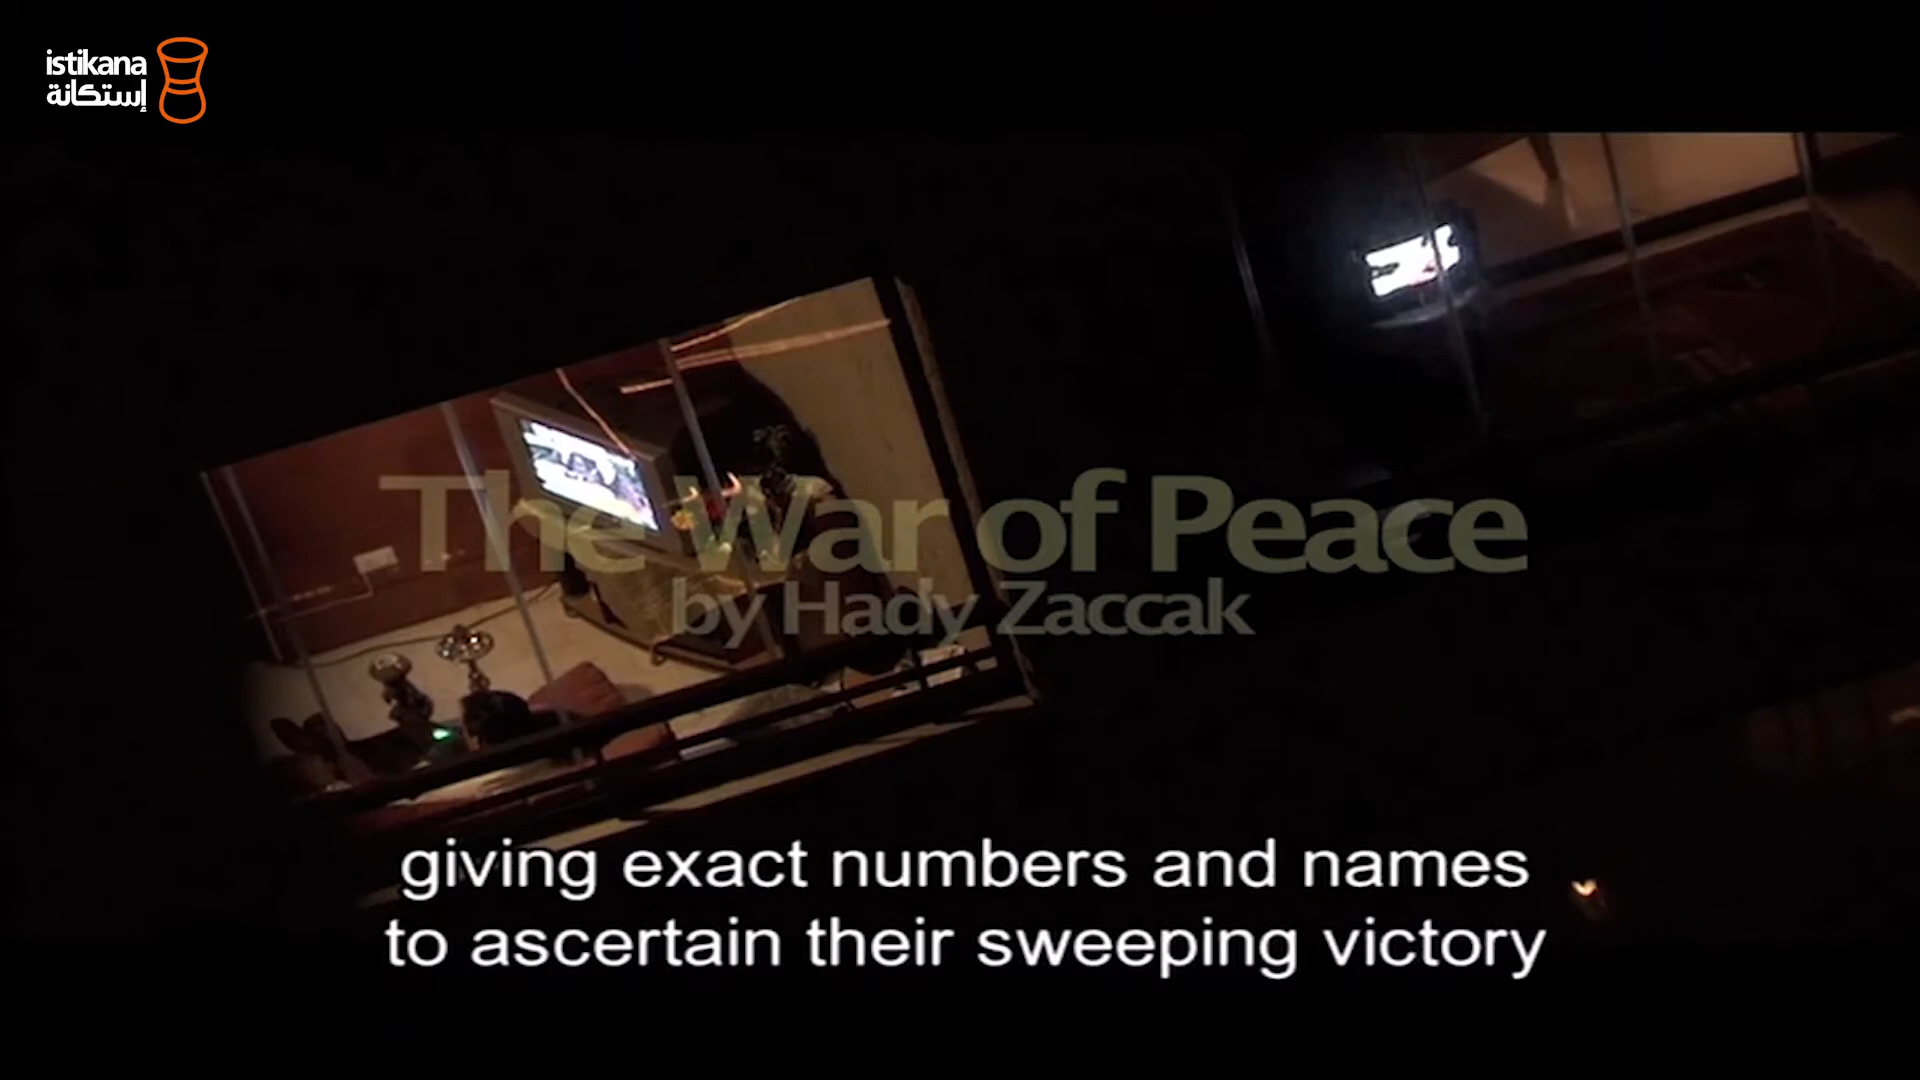 istikana
إستكانة
The War of Peace
by Hady Zaccak
giving exact numbers and names
to ascertain their sweeping victory